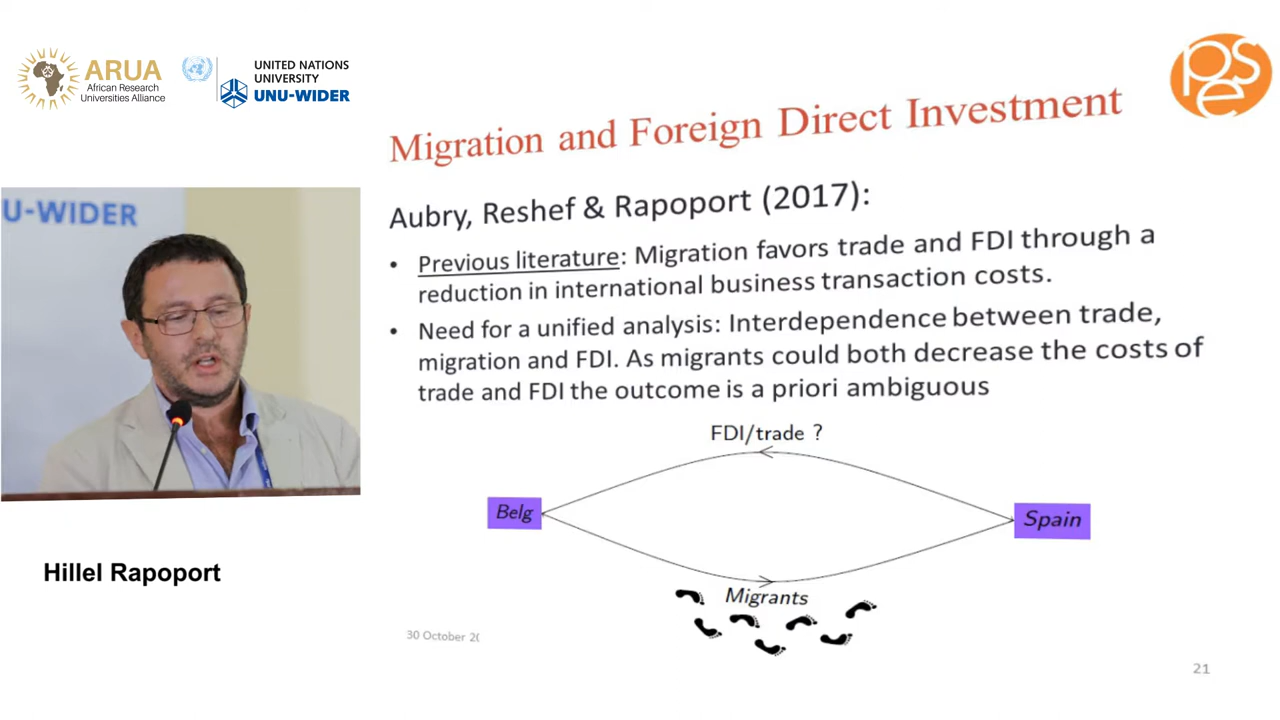 ARUA
African Research
Universities Alliance
UNITED NATIONS
UNIVERSITY
UNU-WIDER
pse
Migration and Foreign Direct Investment
U-WIDER
Aubry, Reshef & Rapoport (2017):
• Previous literature: Migration favors trade and FDI through a
reduction in international business transaction costs.
• Need for a unified analysis: Interdependence between trade,
migration and FDI. As migrants could both decrease the costs of
trade and FDI the outcome is a priori ambiguous
FDI/trade ?
Belg
Spain
Migrants
Hillel Rapoport
30 October 20
21